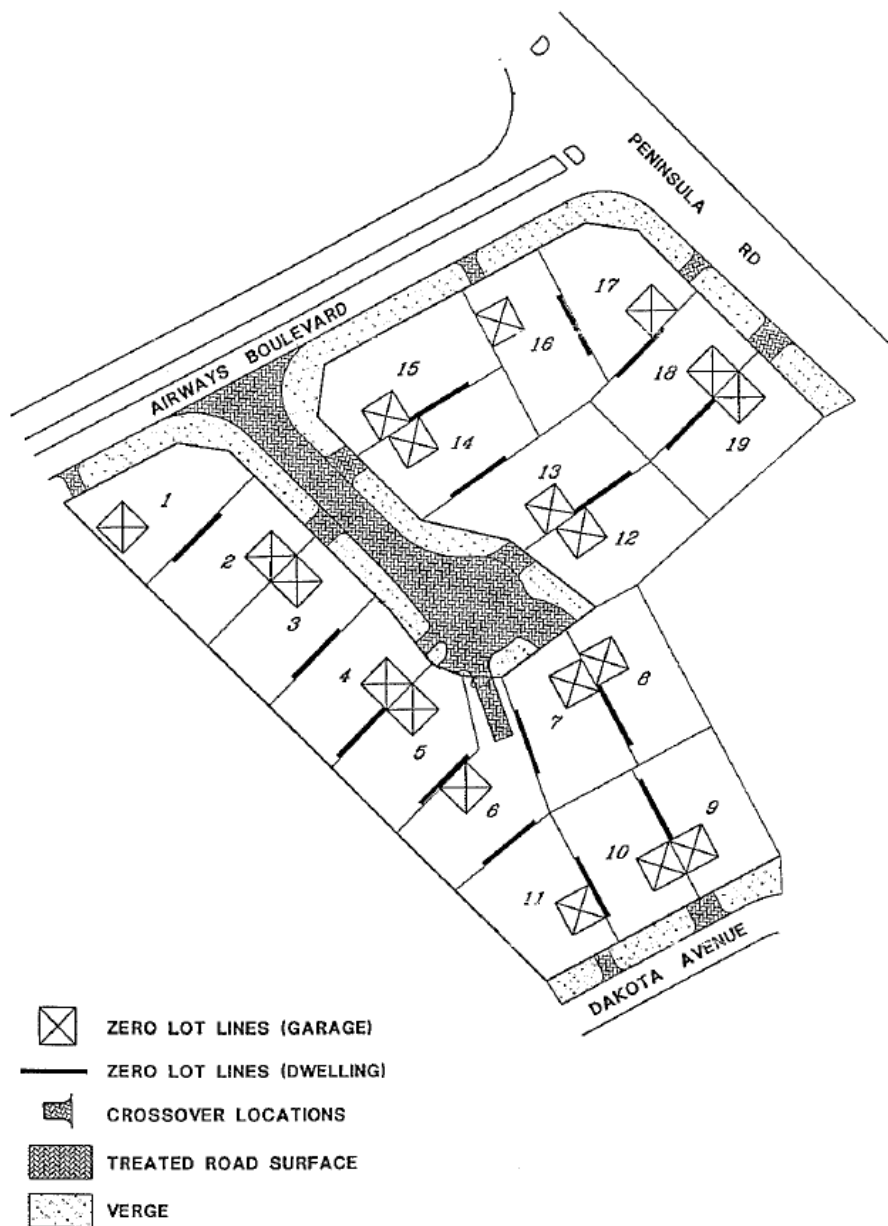 PENINSULA RD
AIRWAYS BOULEVARD
17
16
15
18
14
19
13
12
1
2
3
4
5
6
7
8
9
10
11
DAKOTA AVENUE
ZERO LOT LINES (GARAGE)
ZERO LOT LINES (DWELLING)
CROSSOVER LOCATIONS
TREATED ROAD SURFACE
VERGE